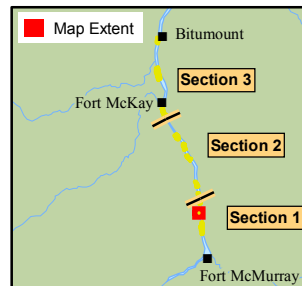 Map Extent
Bitumount
Section 3
Fort McKay
Section 2
Section 1
Fort McMurray